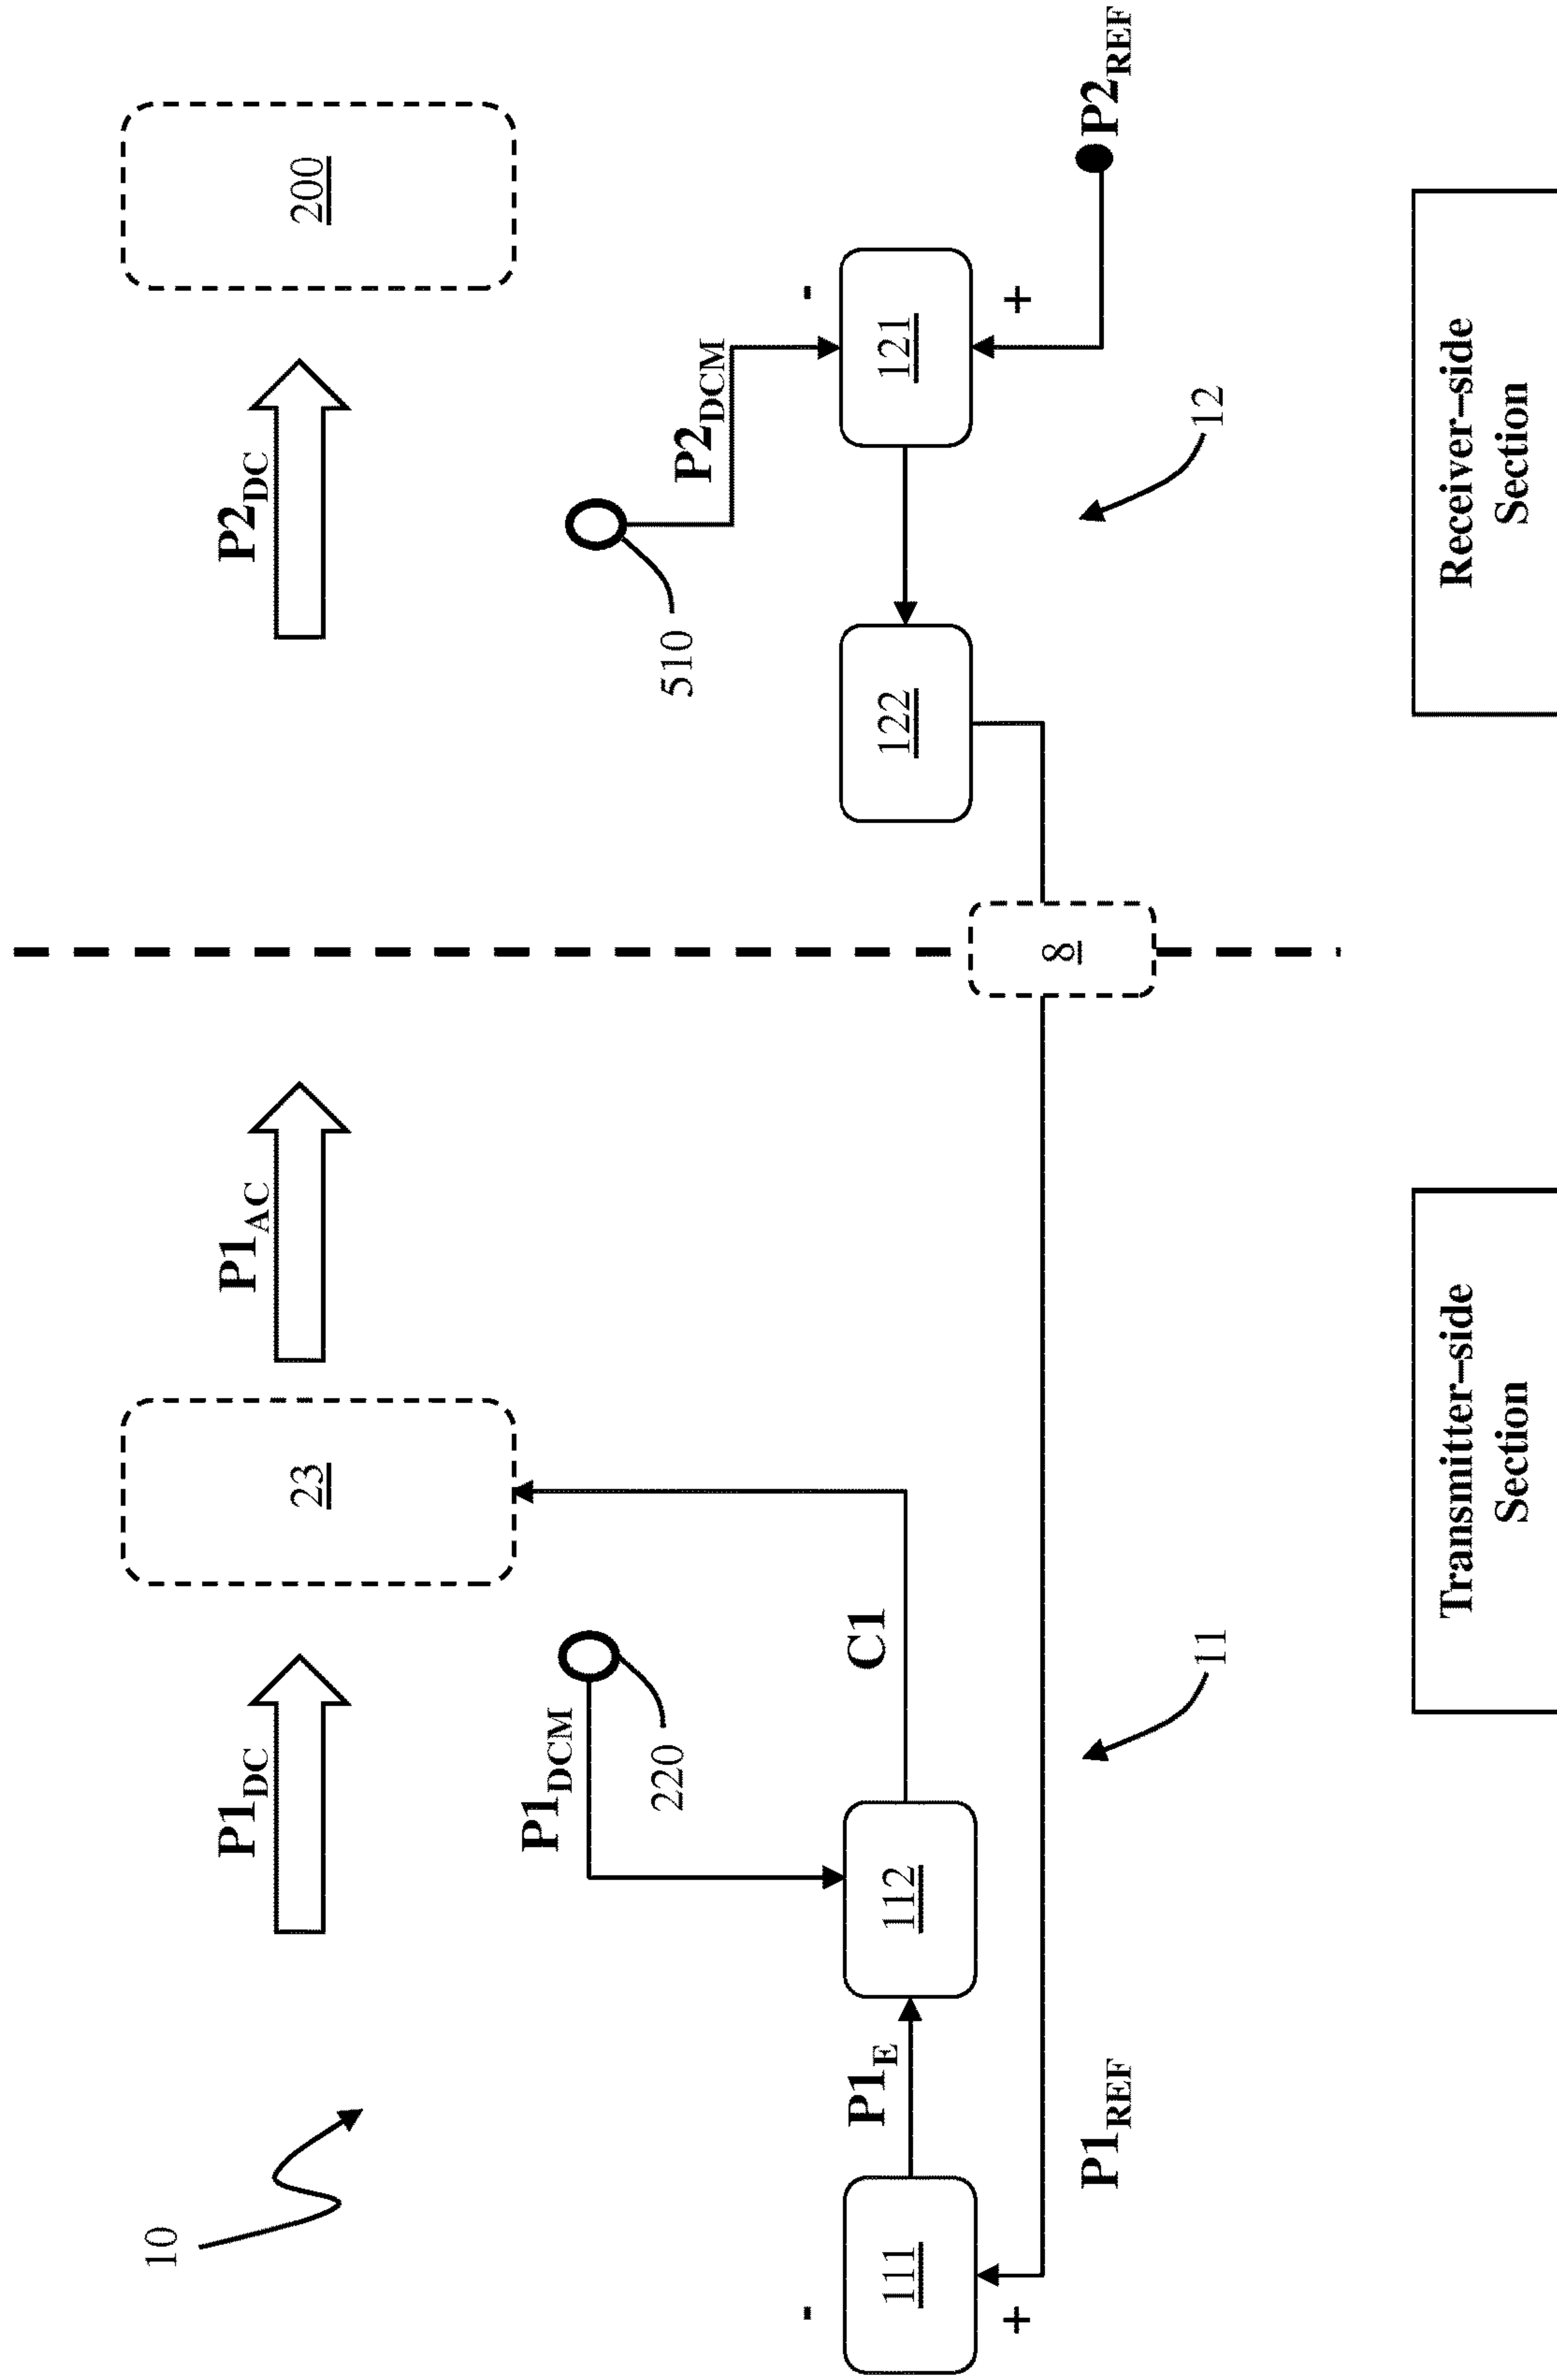 10
P1DC
23
P1AC
P2DC
200
P1DCM
220
510
P2DCM
C1
-
111
+
P1E
112
122
-
121
+
P1REF
8
P2REF
11
12
Transmitter–side
Section
Receiver–side
Section